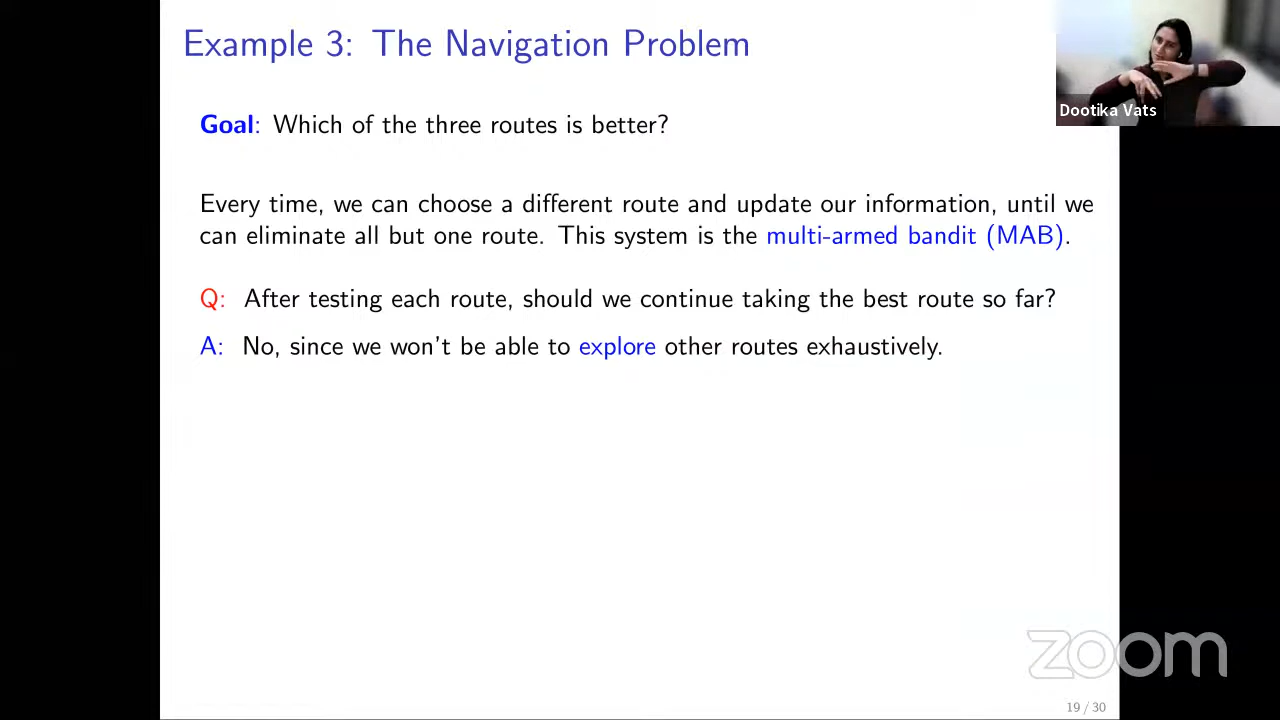 Example 3: The Navigation Problem
Dootika Vats
Goal: Which of the three routes is better?
Every time, we can choose a different route and update our information, until we
can eliminate all but one route. This system is the multi-armed bandit (MAB).
Q: After testing each route, should we continue taking the best route so far?
A: No, since we won't be able to explore other routes exhaustively.
zoom
19 / 30